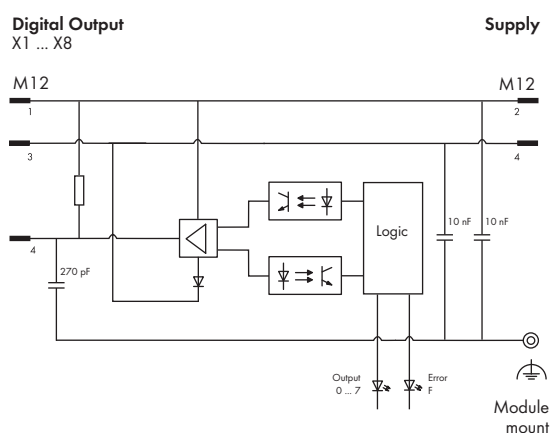 Digital Output
X1 ... X8
Supply
M12
M12
1
2
3
4
4
270 pF
Logic
10 nF
10 nF
Output
0 ... 7
Error
F
Module
mount